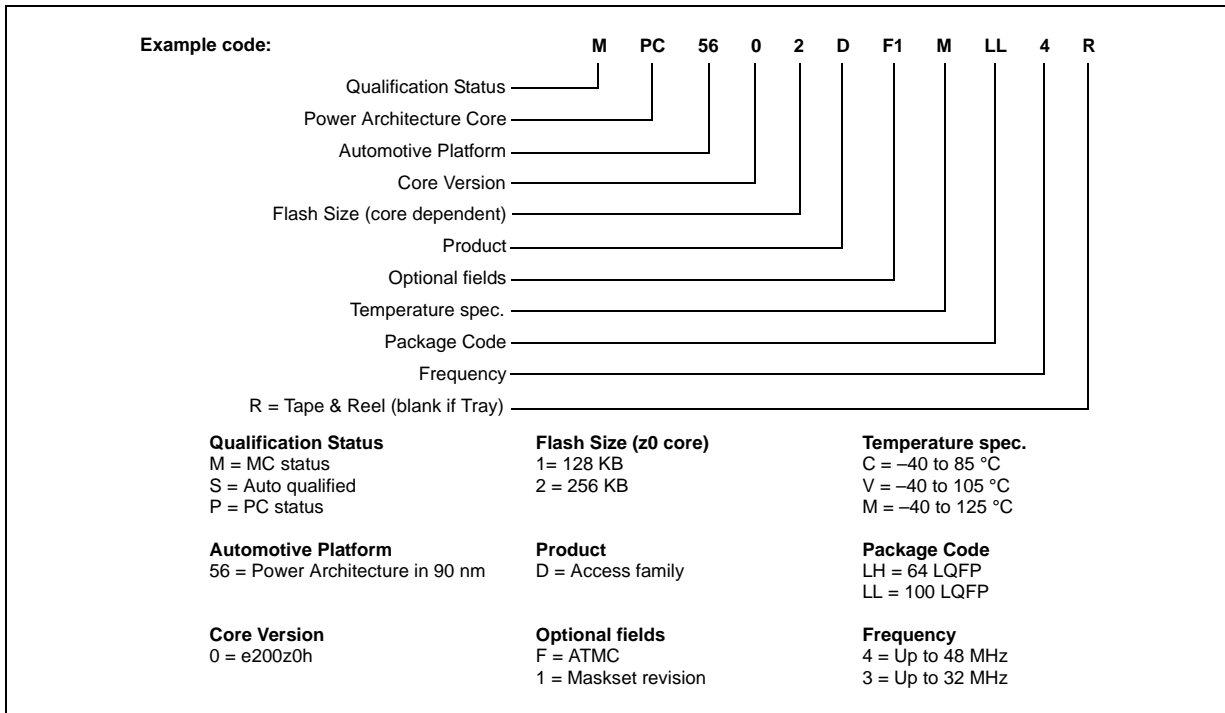 Example code: M PC 56 0 2 D F1 M LL 4 R
Qualification Status
Power Architecture Core
Automotive Platform
Core Version
Flash Size (core dependent)
Product
Optional fields
Temperature spec.
Package Code
Frequency
R = Tape & Reel (blank if Tray)
Qualification Status
M = MC status
S = Auto qualified
P = PC status
Flash Size (z0 core)
1= 128 KB
2 = 256 KB
Temperature spec.
C = –40 to 85 °C
V = –40 to 105 °C
M = –40 to 125 °C
Automotive Platform
56 = Power Architecture in 90 nm
Product
D = Access family
Package Code
LH = 64 LQFP
LL = 100 LQFP
Core Version
0 = e200z0h
Optional fields
F = ATMC
1 = Maskset revision
Frequency
4 = Up to 48 MHz
3 = Up to 32 MHz